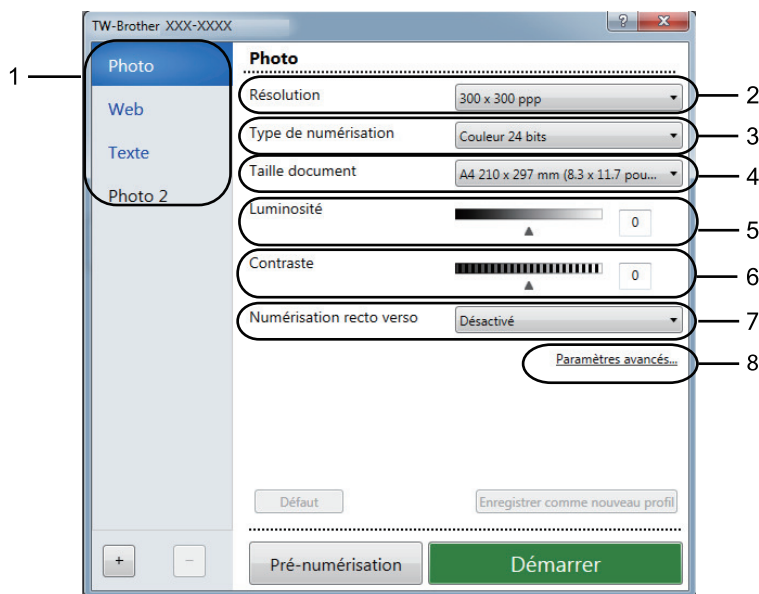 TW-Brother XXX-XXXX
?
X
1
Photo
Web
Texte
Photo 2
Photo
Résolution
300 x 300 ppp
2
Type de numérisation
Couleur 24 bits
3
Taille document
A4 210 x 297 mm (8.3 x 11.7 pou...
4
Luminosité
0
5
Contraste
0
6
Numérisation recto verso
Désactivé
7
Paramètres avancés...
8
Défaut
Enregistrer comme nouveau profil
+
−
Pré-numérisation
Démarrer